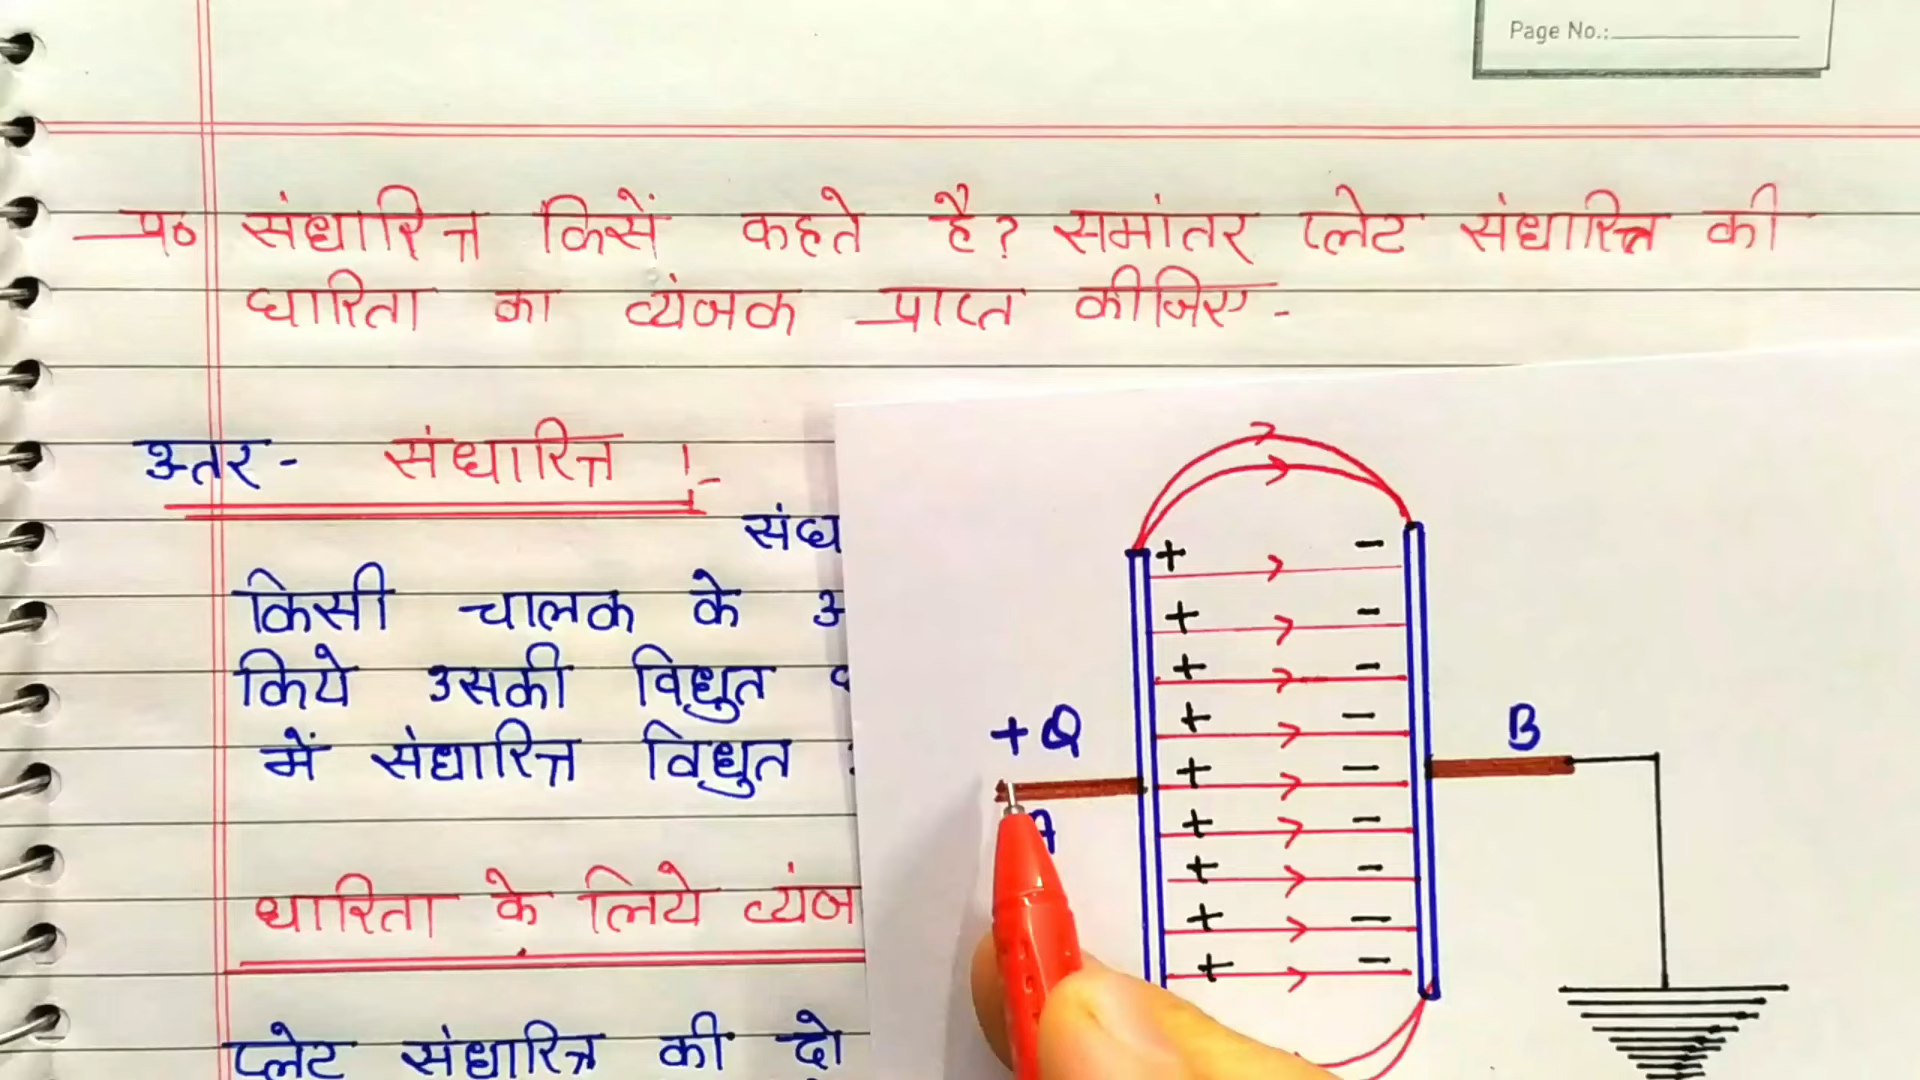 Page No.:
प्र० संधारित्र किसें कहते है? समांतर प्लेट संधारित्र की
धारिता का व्यंजक प्राप्त कीजिए-
उत्तर- संधारित्र :-
किसी चालक के
किये उसकी विधुत
में संधारित्र विधुत
धारिता के लिये
प्लेट संधारित्र की दो
+ -
+ -
+ -
+Q + - B
+ -
A + -
+ -
+ -
+ -